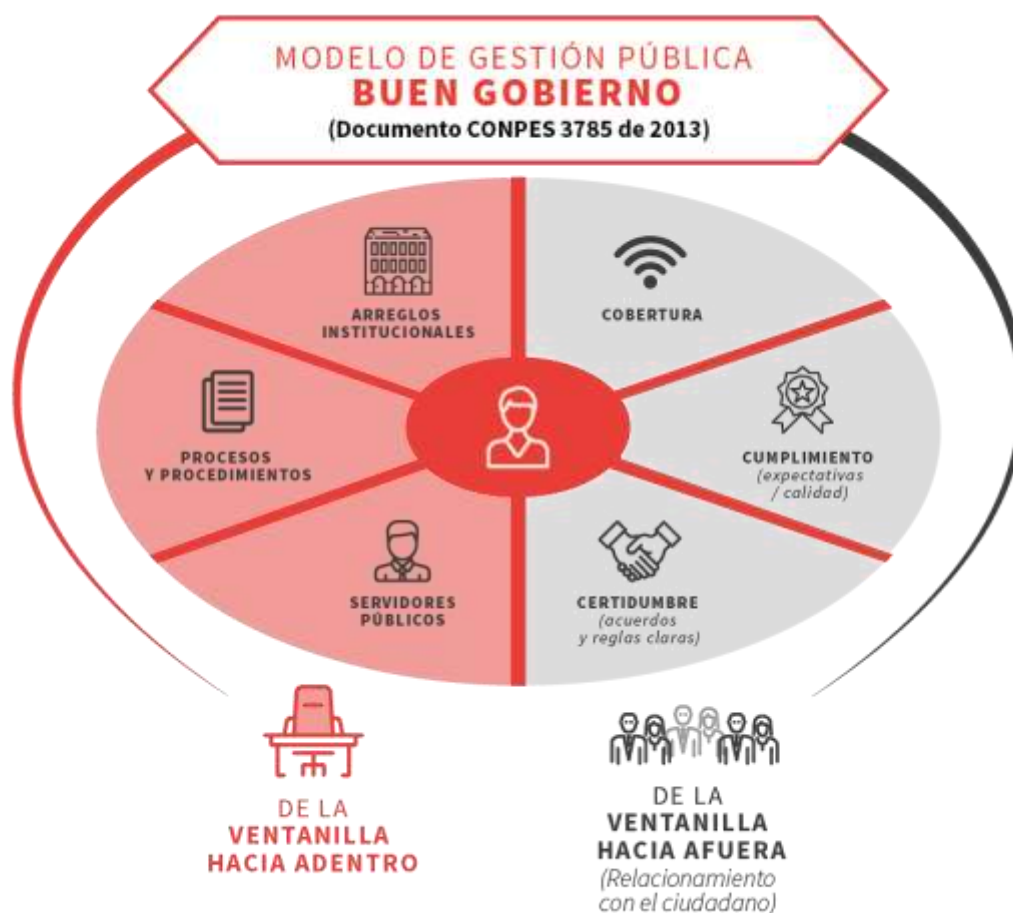 MODELO DE GESTIÓN PÚBLICA
BUEN GOBIERNO
(Documento CONPES 3785 de 2013)
ARREGLOS
INSTITUCIONALES
COBERTURA
PROCESOS
Y PROCEDIMIENTOS
CUMPLIMIENTO
(expectativas
/ calidad)
SERVIDORES
PÚBLICOS
CERTIDUMBRE
(acuerdos
y reglas claras)
DE LA
VENTANILLA
HACIA ADENTRO
DE LA
VENTANILLA
HACIA AFUERA
(Relacionamiento
con el ciudadano)